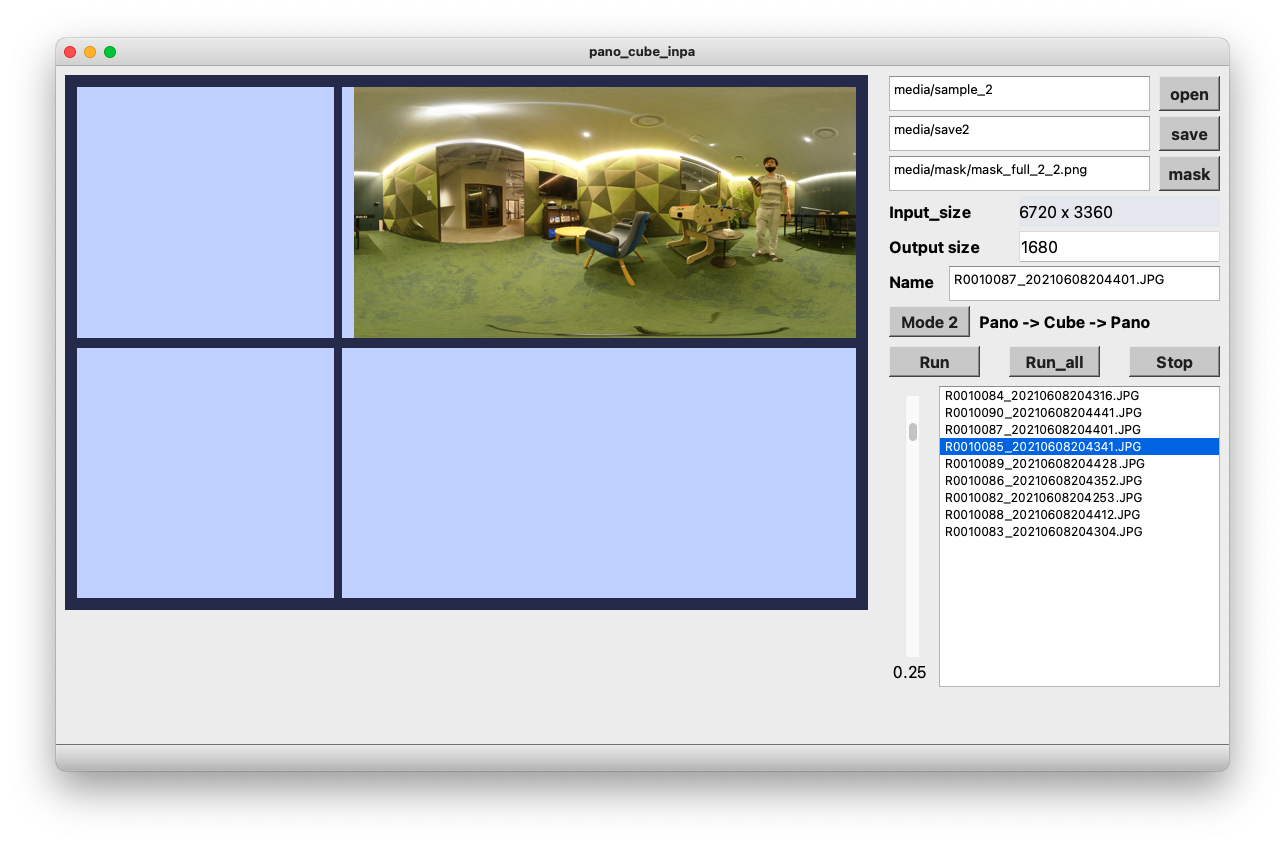 pano_cube_inpa
media/sample_2
open
media/save2
save
media/mask/mask_full_2_2.png
mask
Input_size
6720 x 3360
Output size
1680
Name
R0010087_20210608204401.JPG
Mode 2
Pano -> Cube -> Pano
Run
Run_all
Stop
R0010084_20210608204316.JPG
R0010090_20210608204441.JPG
R0010087_20210608204401.JPG
R0010085_20210608204341.JPG
R0010089_20210608204428.JPG
R0010086_20210608204352.JPG
R0010082_20210608204253.JPG
R0010088_20210608204412.JPG
R0010083_20210608204304.JPG
0.25